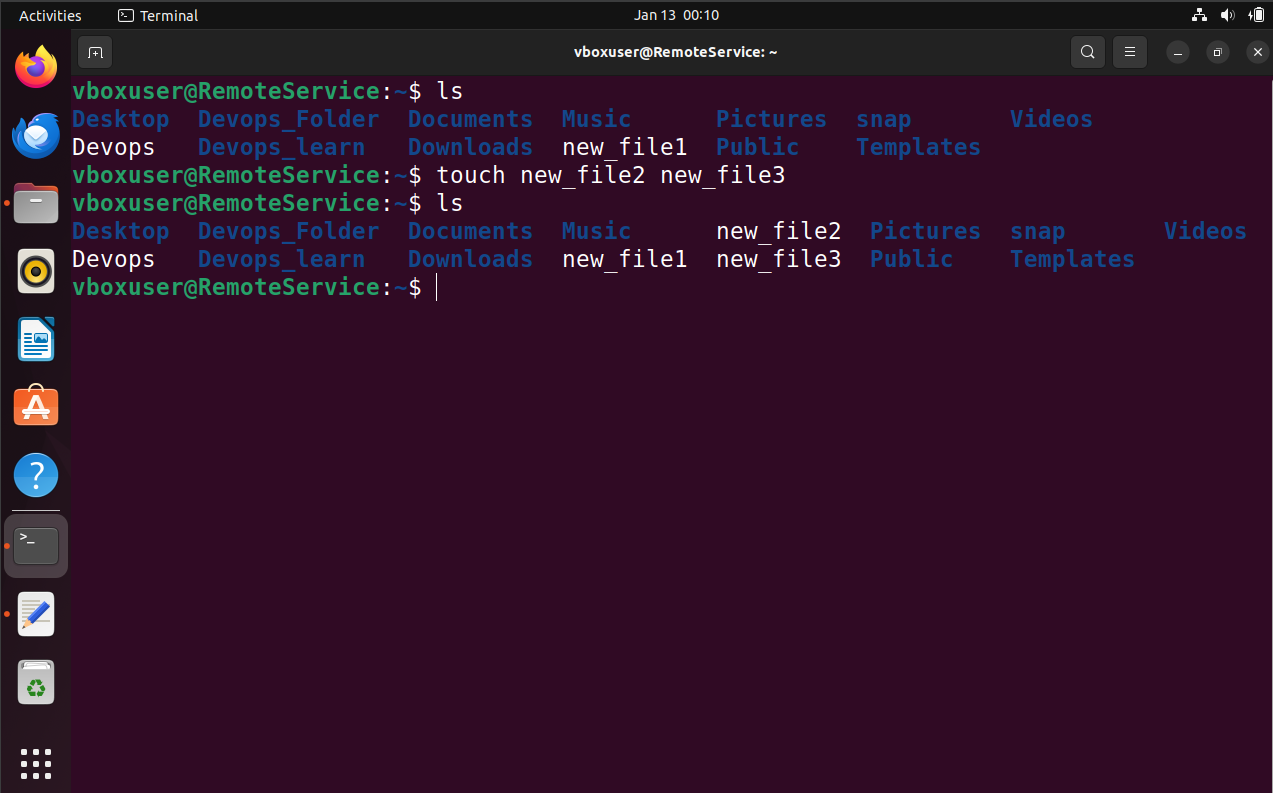 Activities Terminal Jan 13 00:10
vboxuser@RemoteService: ~
vboxuser@RemoteService:~$ ls
Desktop Devops_Folder Documents Music Pictures snap Videos
Devops Devops_learn Downloads new_file1 Public Templates
vboxuser@RemoteService:~$ touch new_file2 new_file3
vboxuser@RemoteService:~$ ls
Desktop Devops_Folder Documents Music new_file2 Pictures snap Videos
Devops Devops_learn Downloads new_file1 new_file3 Public Templates
vboxuser@RemoteService:~$